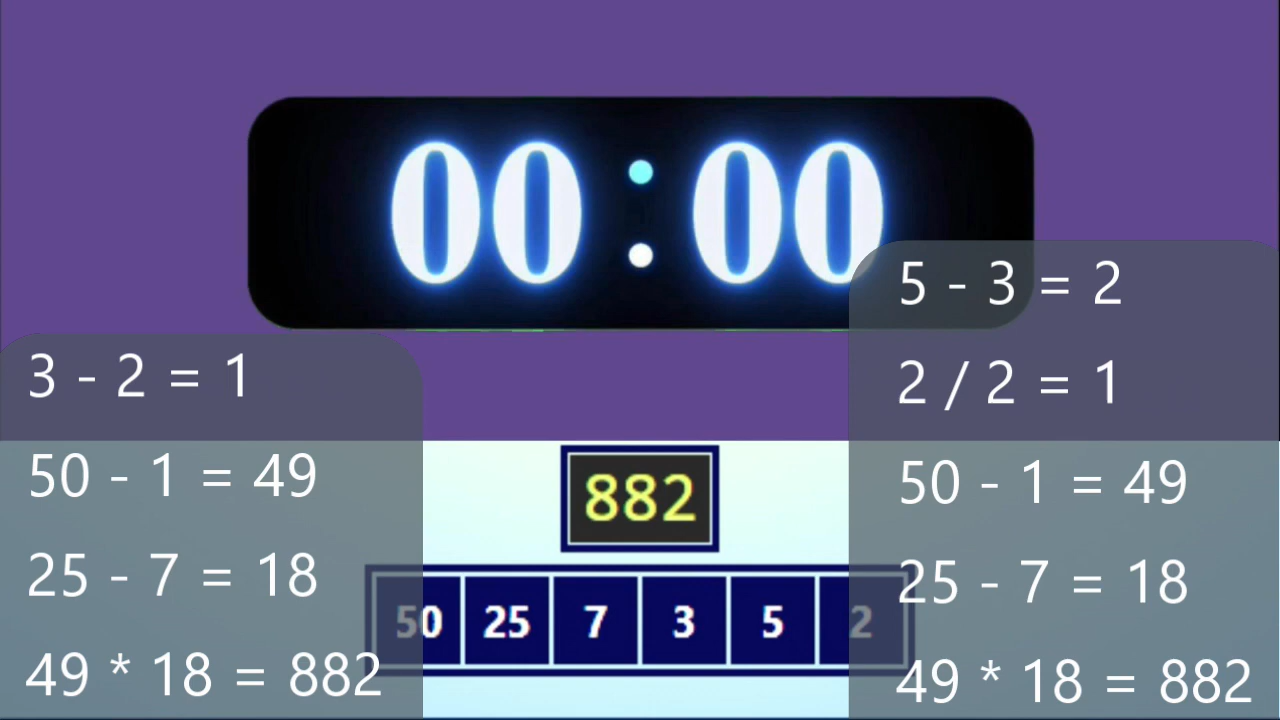 00:00
3 - 2 = 1
50 - 1 = 49
25 - 7 = 18
49 * 18 = 882
882
50 25 7 3 5 2
5 - 3 = 2
2 / 2 = 1
50 - 1 = 49
25 - 7 = 18
49 * 18 = 882